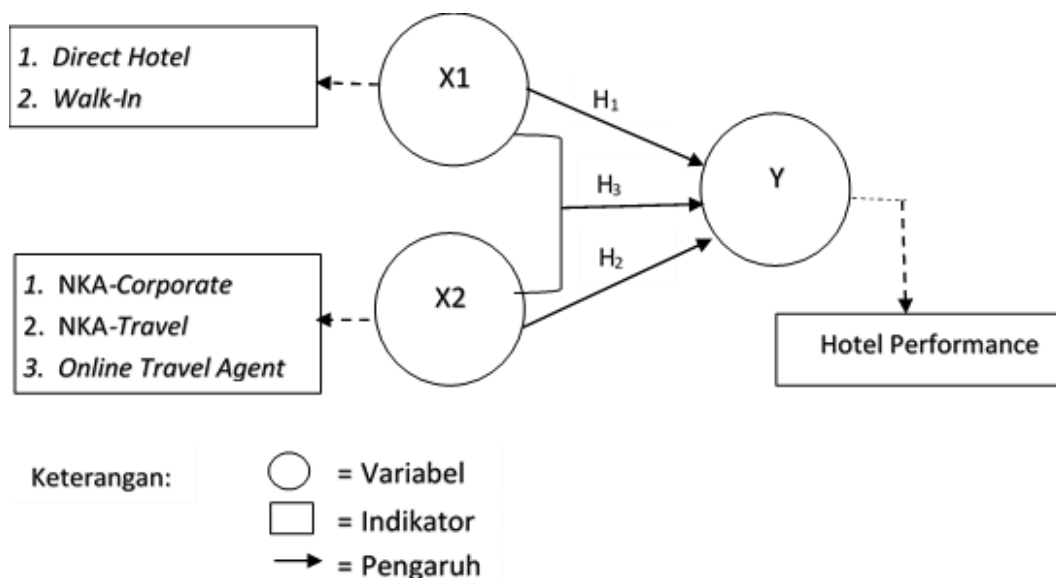 1. Direct Hotel
2. Walk-In
X1
H1
Y
H3
H2
1. NKA-Corporate
2. NKA-Travel
3. Online Travel Agent
X2
Hotel Performance
Keterangan:
= Variabel
= Indikator
= Pengaruh